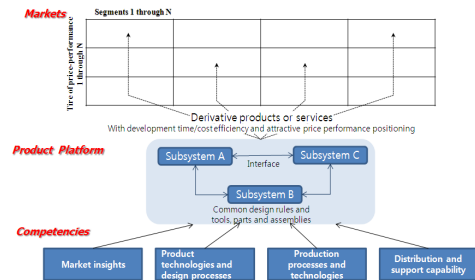 Markets
Segments 1 through N
Tire of price-performance
1 through N
Derivative products or services
With development time/cost efficiency and attractive price performance positioning
Product Platform
Subsystem A
Subsystem C
Interface
Subsystem B
Common design rules and
tools, parts and assemblies
Competencies
Market insights
Product
technologies and
design processes
Production
processes and
technologies
Distribution and
support capability